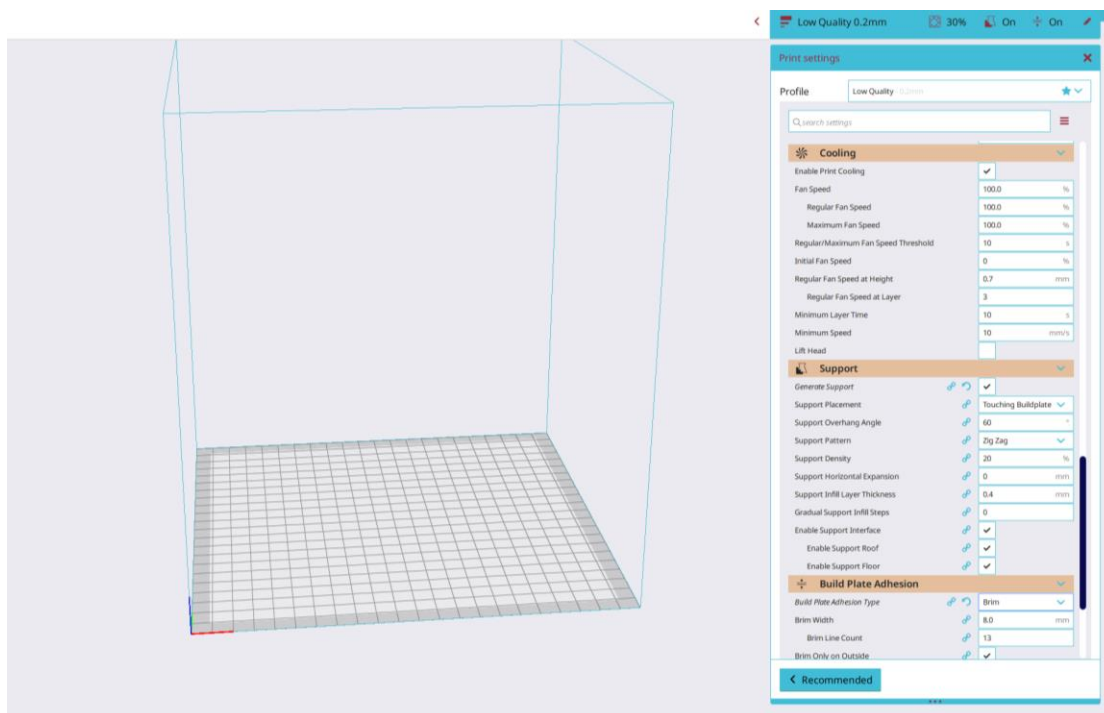 Low Quality 0.2mm 30% On On
Print settings
Profile Low Quality 0.2mm
search settings
Cooling
Enable Print Cooling
Fan Speed 100.0 %
Regular Fan Speed 100.0 %
Maximum Fan Speed 100.0 %
Regular/Maximum Fan Speed Threshold 10 s
Initial Fan Speed 0 %
Regular Fan Speed at Height 0.7 mm
Regular Fan Speed at Layer 3
Minimum Layer Time 10 s
Minimum Speed 10 mm/s
Lift Head
Support
Generate Support
Support Placement Touching Buildplate
Support Overhang Angle 60 °
Support Pattern Zig Zag
Support Density 20 %
Support Horizontal Expansion 0 mm
Support Infill Layer Thickness 0.4 mm
Gradual Support Infill Steps 0
Enable Support Interface
Enable Support Roof
Enable Support Floor
Build Plate Adhesion
Build Plate Adhesion Type Brim
Brim Width 8.0 mm
Brim Line Count 13
Brim Only on Outside
Recommended